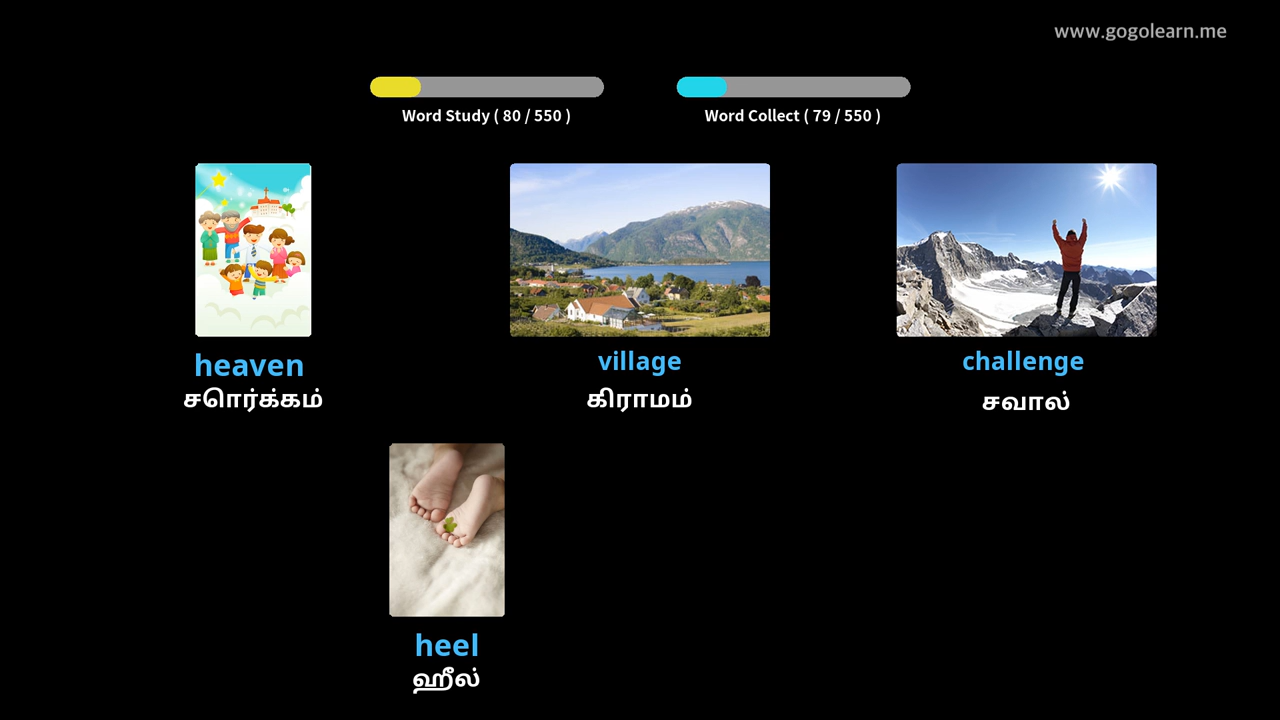 www.gogolearn.me
Word Study ( 80 / 550 )
Word Collect ( 79 / 550 )
heaven
சொர்க்கம்
village
கிராமம்
challenge
சவால்
heel
ஹீல்